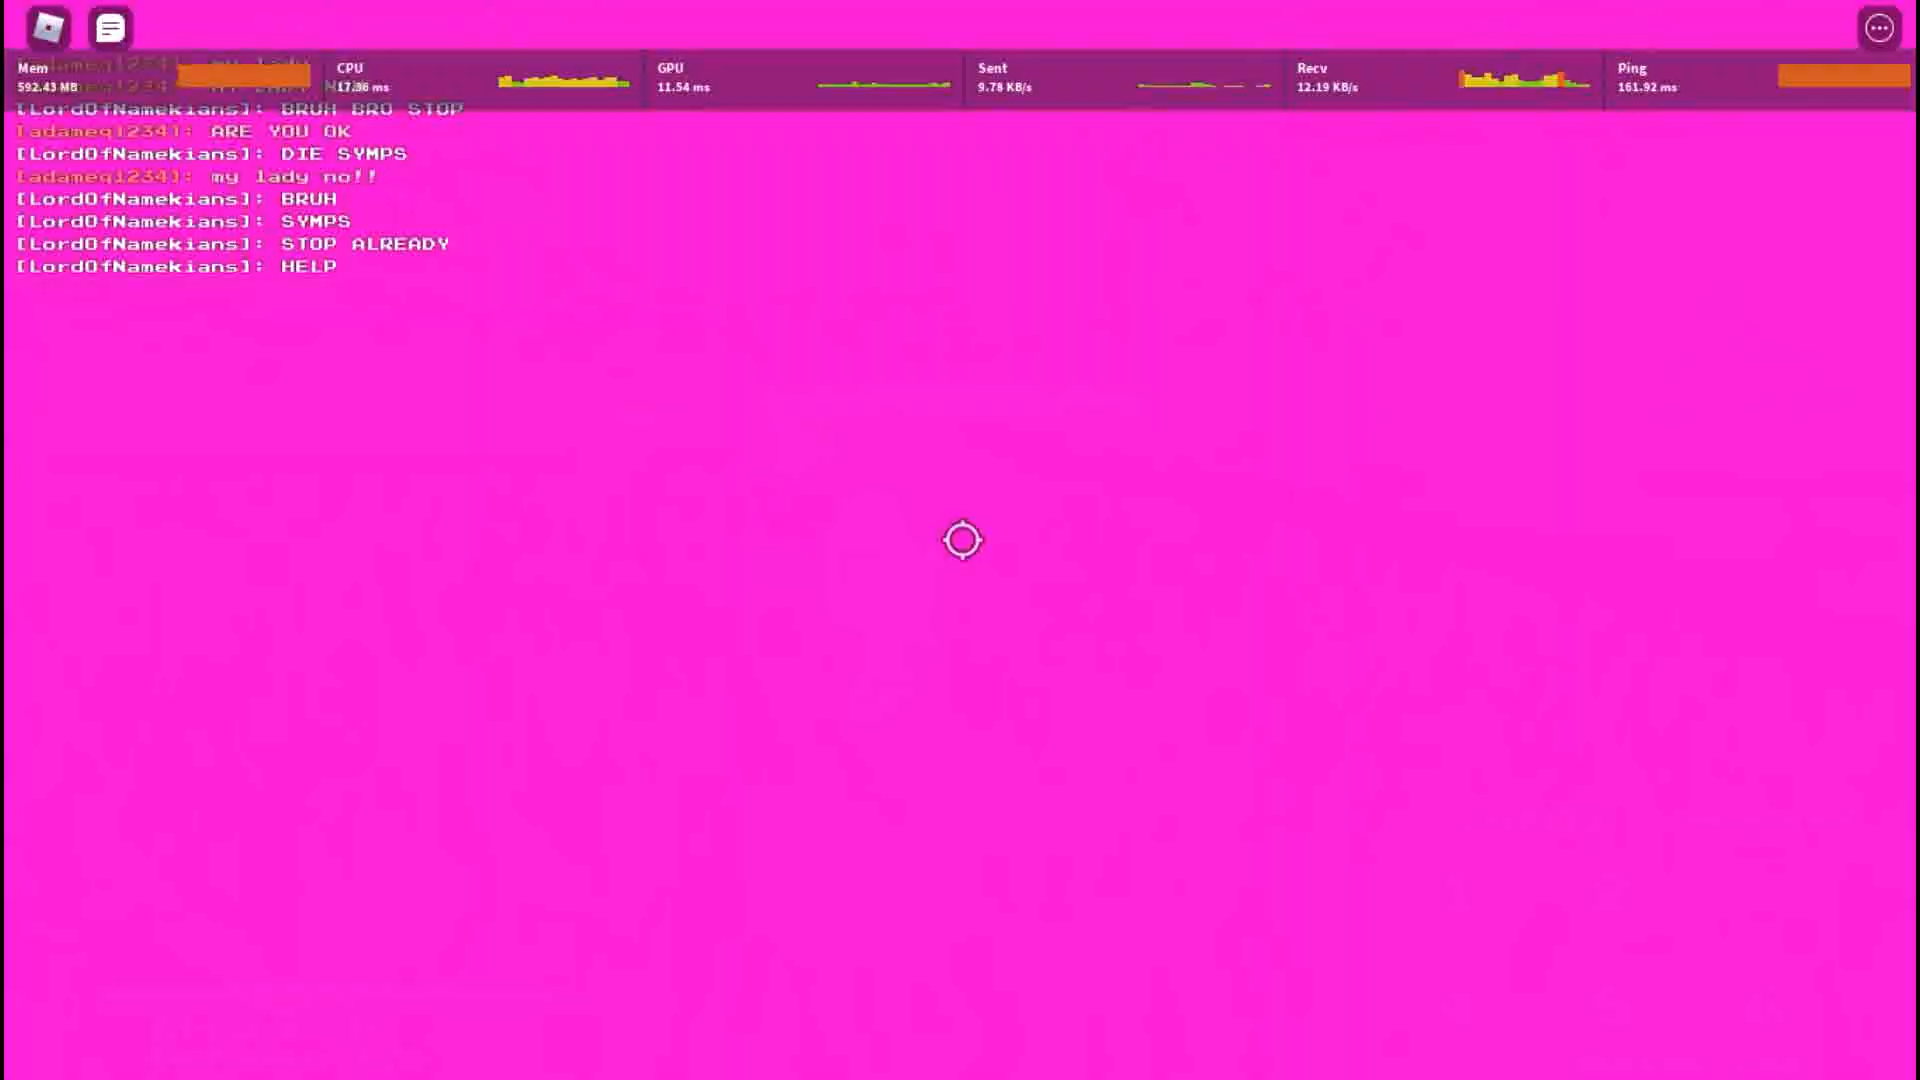 Mem
592.43 MB
CPU
17.36 ms
GPU
11.54 ms
Sent
9.78 KB/s
Recv
12.19 KB/s
Ping
161.92 ms
[LordOfNamekians]: BRUH BRO STOP
[adameq1234]: ARE YOU OK
[LordOfNamekians]: DIE SYMPS
[adameq1234]: my lady no!!
[LordOfNamekians]: BRUH
[LordOfNamekians]: SYMPS
[LordOfNamekians]: STOP ALREADY
[LordOfNamekians]: HELP